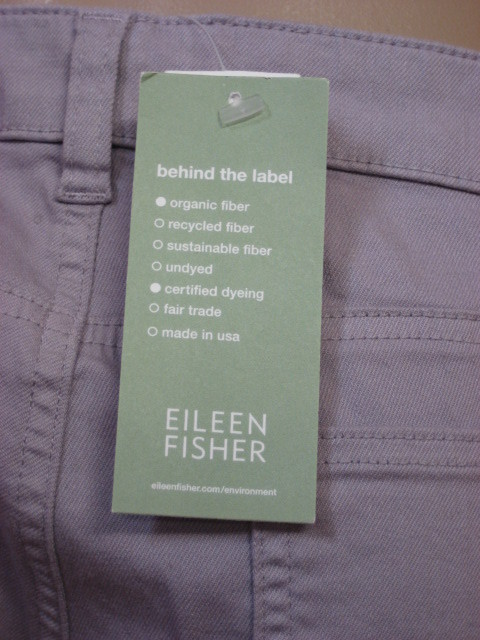 behind the label
organic fiber
recycled fiber
sustainable fiber
undyed
certified dyeing
fair trade
made in usa
EILEEN
FISHER
eileenfisher.com/environment